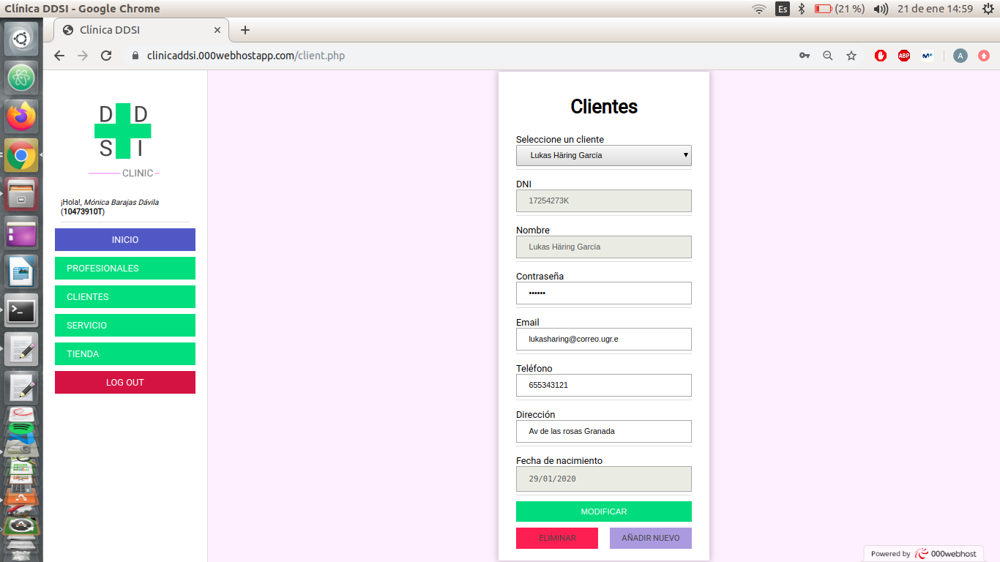 Clínica DDSI - Google Chrome
Es
(21 %)
21 de ene 14:59
Clínica DDSI
clinicaddsi.000webhostapp.com/client.php
ABP
A
D D
S I
CLINIC
¡Hola!, Mónica Barajas Dávila
(10473910T)
INICIO
PROFESIONALES
CLIENTES
SERVICIO
TIENDA
LOG OUT
Clientes
Seleccione un cliente
Lukas Häring García
DNI
17254273K
Nombre
Lukas Häring García
Contraseña
••••••
Email
lukasharing@correo.ugr.e
Teléfono
655343121
Dirección
Av de las rosas Granada
Fecha de nacimiento
29/01/2020
MODIFICAR
ELIMINAR
AÑADIR NUEVO
Powered by 000webhost